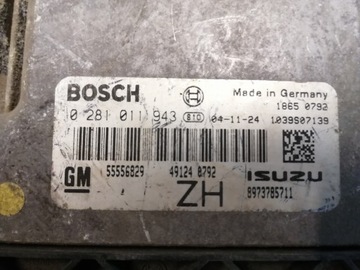 BOSCH Made in Germany
1865 0792
0 281 011 943 810 04-11-24 1039S07139
GM 55556829 49124 0792 ISUZU
ZH 8973785711